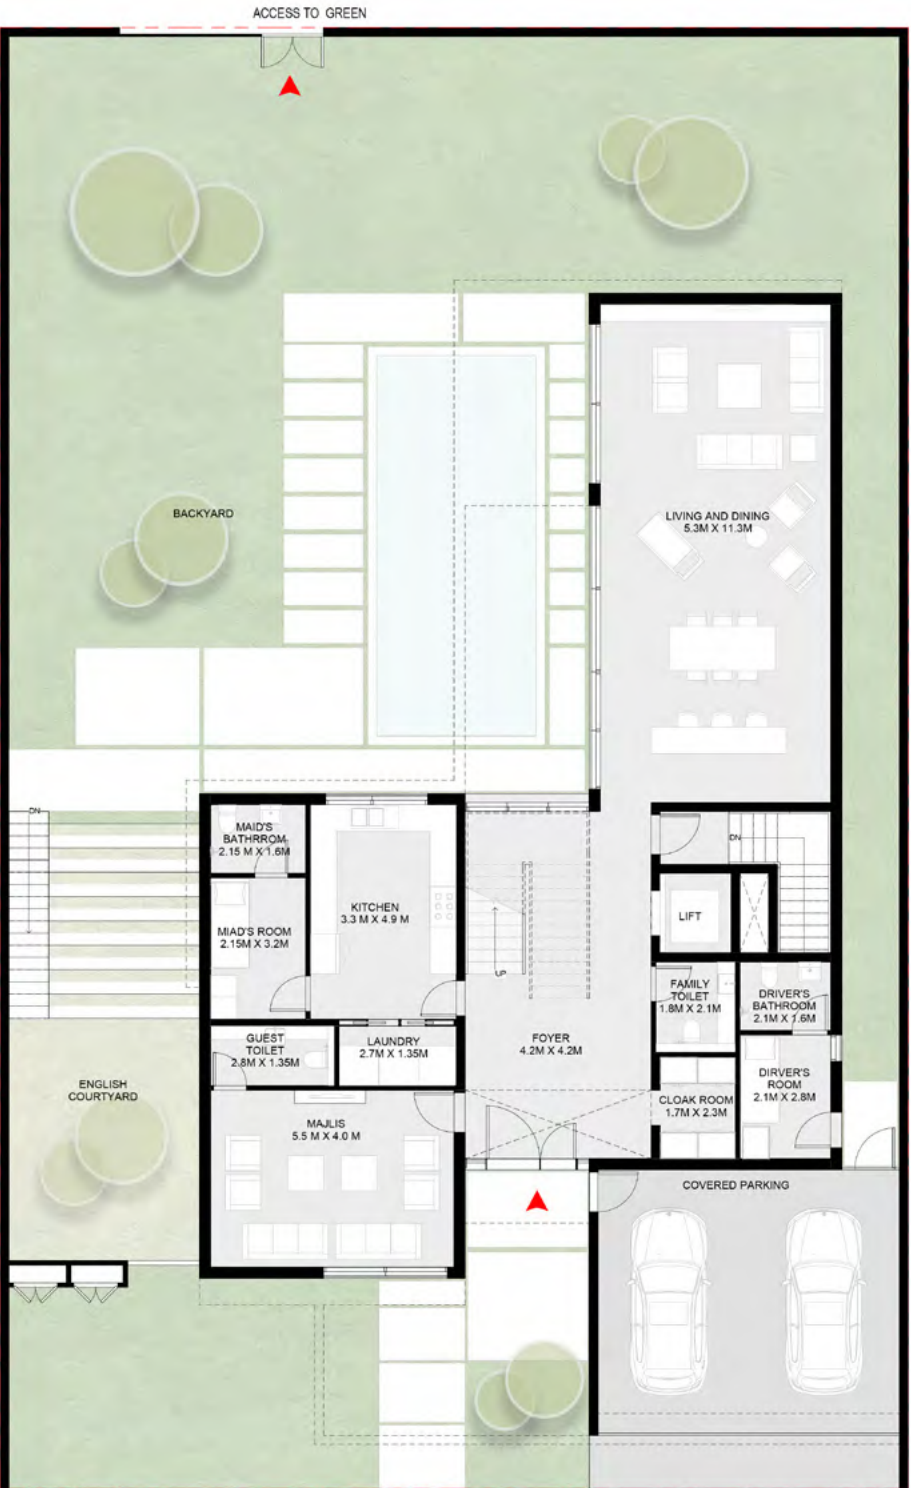 ACCESS TO GREEN
BACKYARD
LIVING AND DINING
5.3M X 11.3M
DN
MAID'S
BATHRROM
2.15 M X 1.6M
KITCHEN
3.3 M X 4.9 M
MIAD'S ROOM
2.15M X 3.2M
DN
LIFT
UP
FAMILY
TOILET
1.8M X 2.1M
DRIVER'S
BATHROOM
2.1M X 1.6M
GUEST
TOILET
2.8M X 1.35M
LAUNDRY
2.7M X 1.35M
FOYER
4.2M X 4.2M
ENGLISH
COURTYARD
DIRVER'S
ROOM
2.1M X 2.8M
CLOAK ROOM
1.7M X 2.3M
MAJLIS
5.5 M X 4.0 M
COVERED PARKING